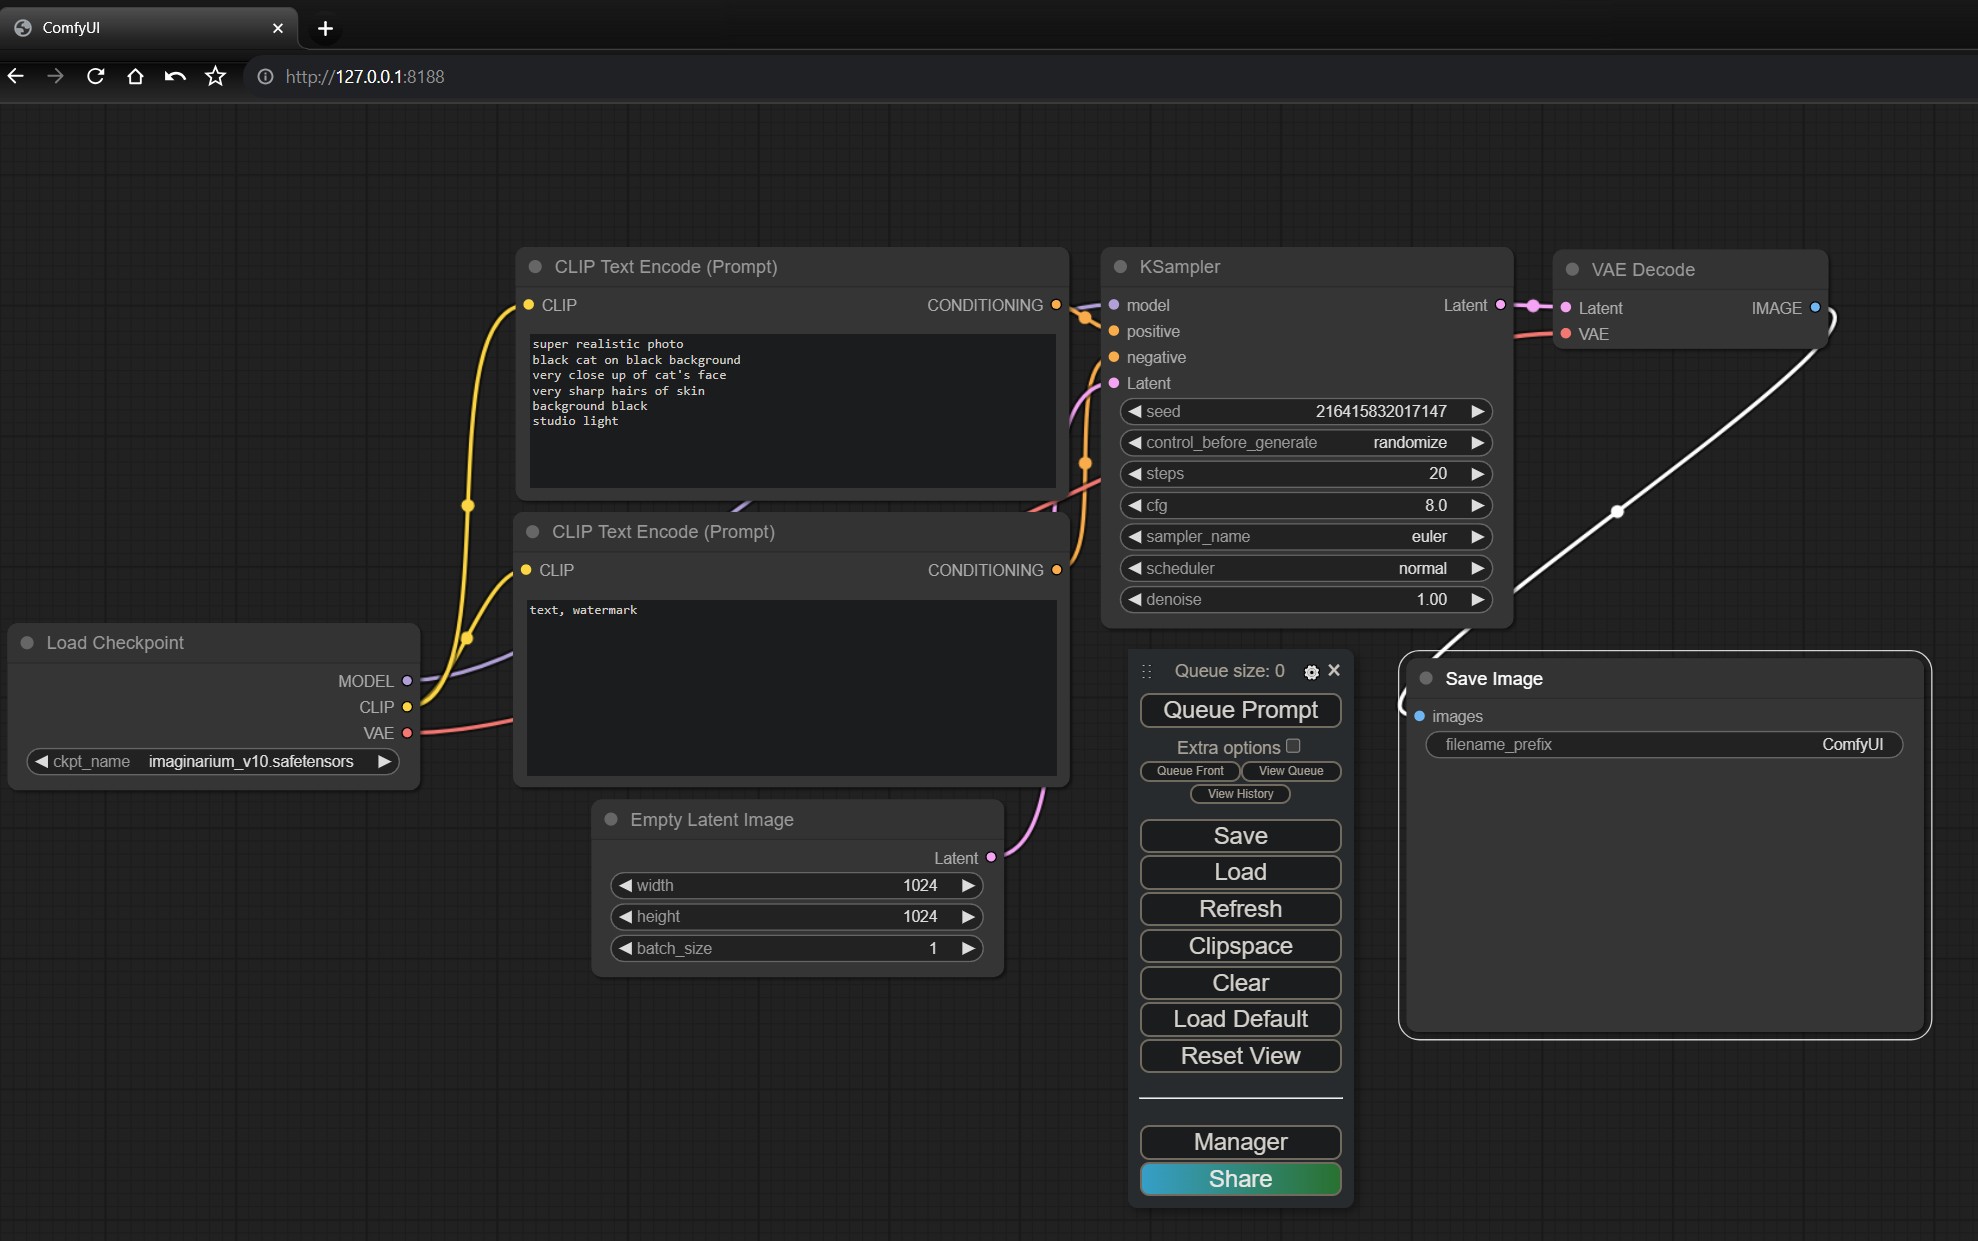 ComfyUI
http://127.0.0.1:8188
CLIP Text Encode (Prompt)
CLIP
CONDITIONING
super realistic photo
black cat on black background
very close up of cat's face
very sharp hairs of skin
background black
studio light
CLIP Text Encode (Prompt)
CLIP
CONDITIONING
text, watermark
Load Checkpoint
MODEL
CLIP
VAE
ckpt_name imaginarium_v10.safetensors
Empty Latent Image
Latent
width 1024
height 1024
batch_size 1
KSampler
model
Latent
positive
negative
Latent
seed 216415832017147
control_before_generate randomize
steps 20
cfg 8.0
sampler_name euler
scheduler normal
denoise 1.00
VAE Decode
Latent
IMAGE
VAE
Queue size: 0
Queue Prompt
Extra options
Queue Front
View Queue
View History
Save
Load
Refresh
Clipspace
Clear
Load Default
Reset View
Manager
Share
Save Image
images
filename_prefix ComfyUI